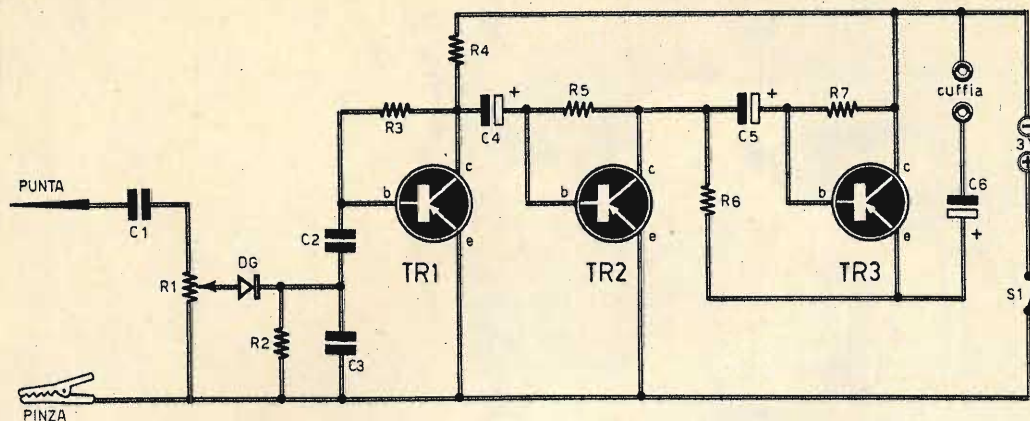 R4
R3
R5
R7
C4
+
C5
+
cuffia
3
PUNTA
C1
b
c
e
b
c
e
R6
b
c
e
C6
+
C2
TR1
TR2
TR3
DG
R1
R2
C3
S1
PINZA